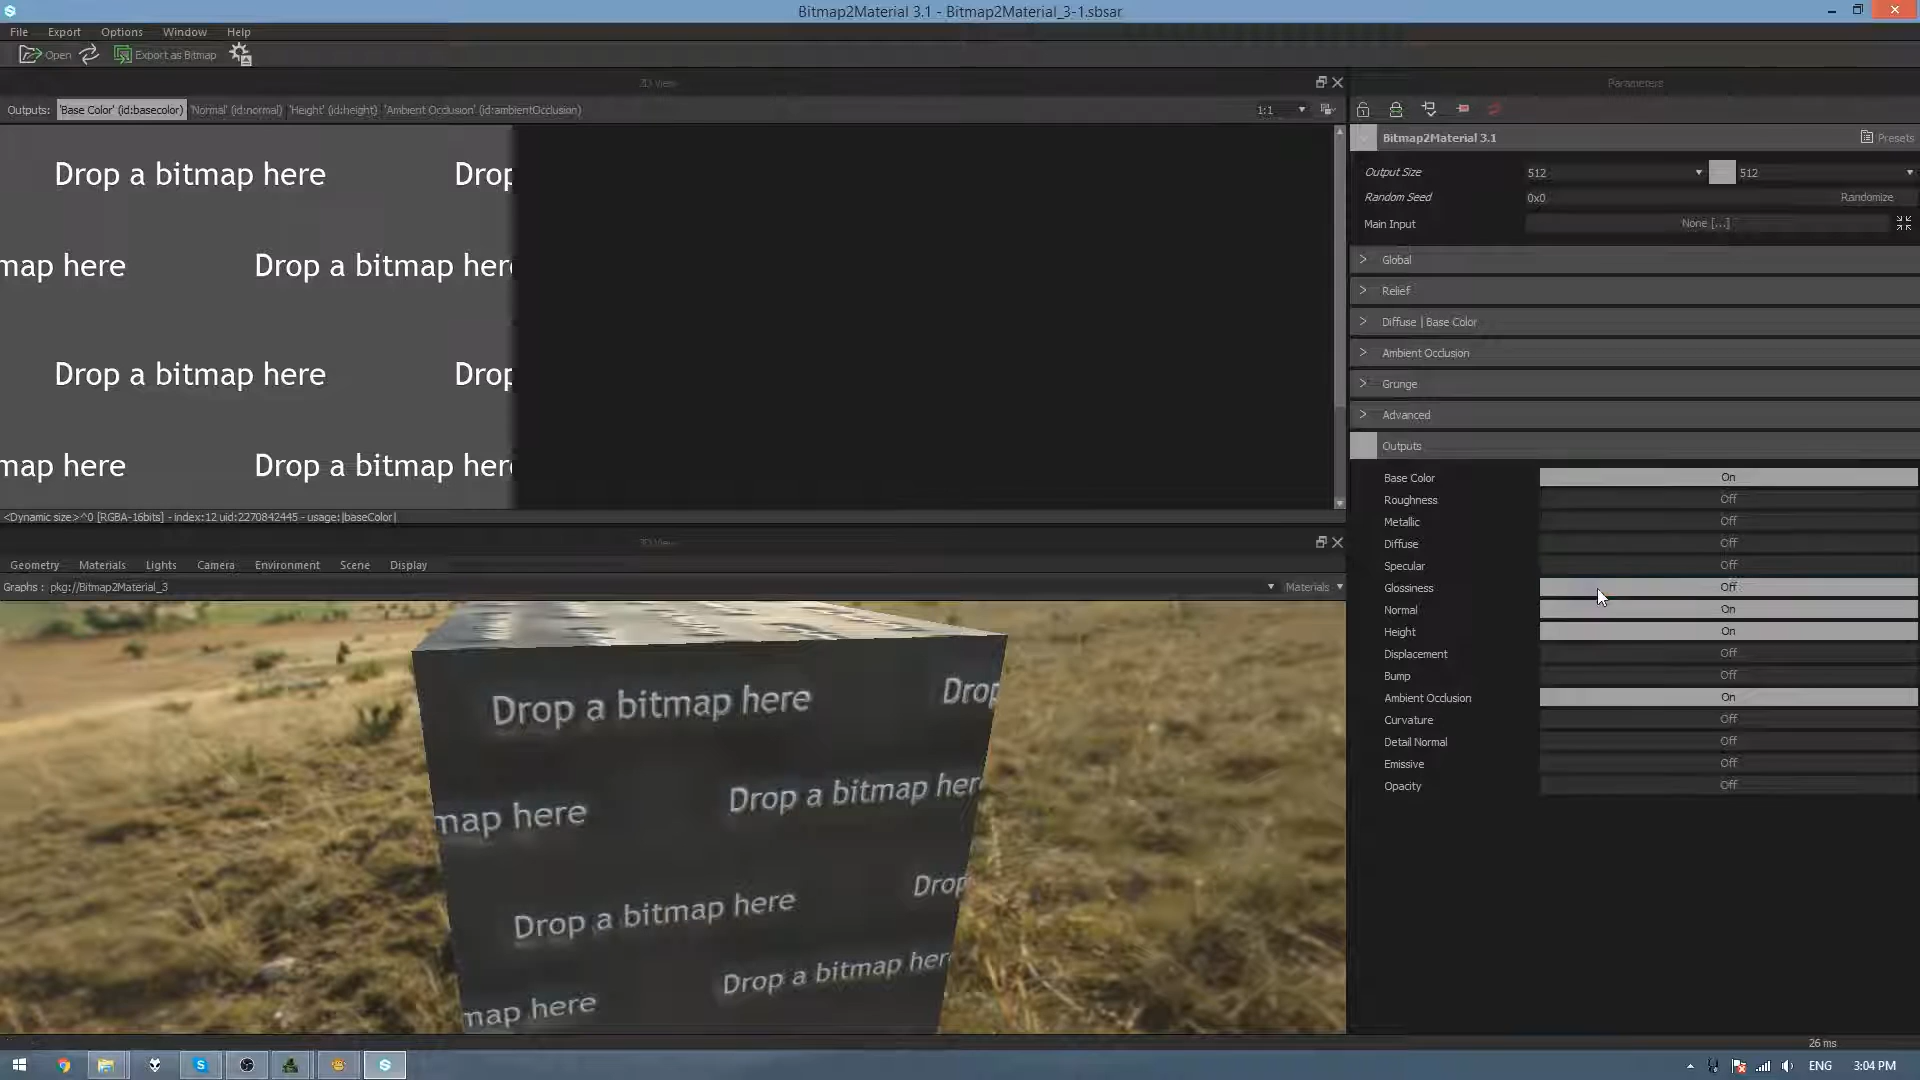 Bitmap2Material 3.1 - Bitmap2Material_3-1.sbsar
File Export Options Window Help
Open Export as Bitmap
2D View
Outputs: 'Base Color' (id:basecolor) 'Normal' (id:normal) 'Height' (id:height) 'Ambient Occlusion' (id:ambientOcclusion) 1:1
Drop a bitmap here Drop
map here Drop a bitmap here
Drop a bitmap here Drop
map here Drop a bitmap here
<Dynamic size>^0 [RGBA-16bits] - index:12 uid:2270842445 - usage:|baseColor|
3D View
Geometry Materials Lights Camera Environment Scene Display
Graphs : pkg://Bitmap2Material_3 Materials
Drop a bitmap here Drop
map here Drop a bitmap here
Drop a bitmap here Drop
map here Drop a bitmap here
Parameters
Bitmap2Material 3.1 Presets
Output Size 512 512
Random Seed 0x0 Randomize
Main Input None [...]
Global
Relief
Diffuse | Base Color
Ambient Occlusion
Grunge
Advanced
Outputs
Base Color On
Roughness Off
Metallic Off
Diffuse Off
Specular Off
Glossiness Off
Normal On
Height On
Displacement Off
Bump Off
Ambient Occlusion On
Curvature Off
Detail Normal Off
Emissive Off
Opacity Off
26 ms
ENG 3:04 PM